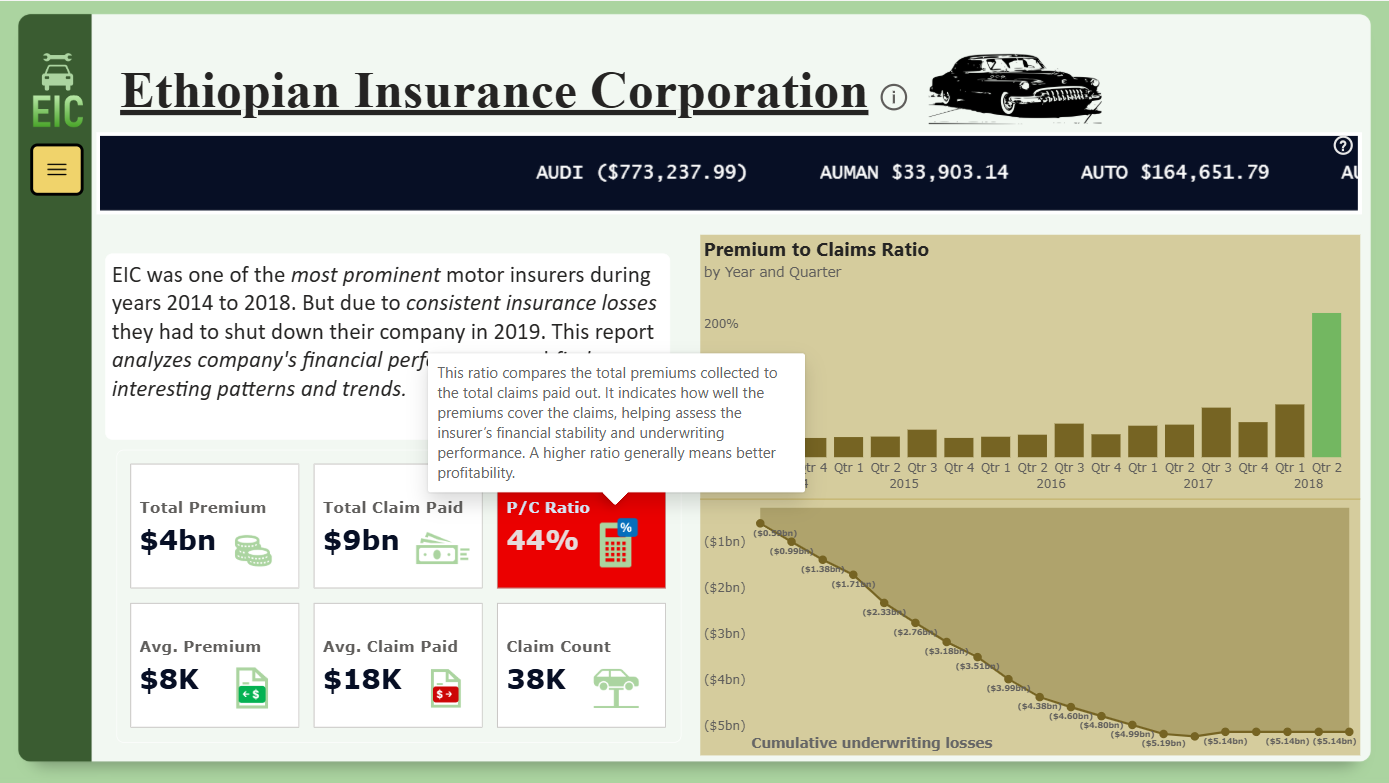 EIC
Ethiopian Insurance Corporation
AUDI ($773,237.99) AUMAN $33,903.14 AUTO $164,651.79
EIC was one of the most prominent motor insurers during
years 2014 to 2018. But due to consistent insurance losses
they had to shut down their company in 2019. This report
analyzes company's financial
interesting patterns and trends.
This ratio compares the total premiums collected to
the total claims paid out. It indicates how well the
premiums cover the claims, helping assess the
insurer's financial stability and underwriting
performance. A higher ratio generally means better
profitability.
Total Premium
$4bn
Total Claim Paid
$9bn
P/C Ratio
44%
%
Avg. Premium
$8K
$
Avg. Claim Paid
$18K
$
Claim Count
38K
Premium to Claims Ratio
by Year and Quarter
200%
Qtr 4 Qtr 1 Qtr 2 Qtr 3 Qtr 4 Qtr 1 Qtr 2 Qtr 3 Qtr 4 Qtr 1 Qtr 2 Qtr 3 Qtr 4 Qtr 1 Qtr 2
2015 2016 2017 2018
($1bn)
($2bn)
($3bn)
($4bn)
($5bn)
($0.59bn)
($0.99bn)
($1.38bn)
($1.71bn)
($2.33bn)
($2.76bn)
($3.18bn)
($3.51bn)
($3.99bn)
($4.38bn)
($4.60bn)
($4.80bn)
($4.99bn)
($5.19bn)
($5.14bn)
($5.14bn)
($5.14bn)
Cumulative underwriting losses